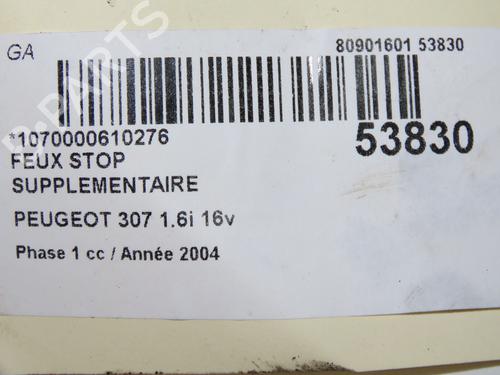 GA
80901601 53830
*1070000610276
53830
FEUX STOP
SUPPLEMENTAIRE
PEUGEOT 307 1.6i 16v
Phase 1 cc / Année 2004